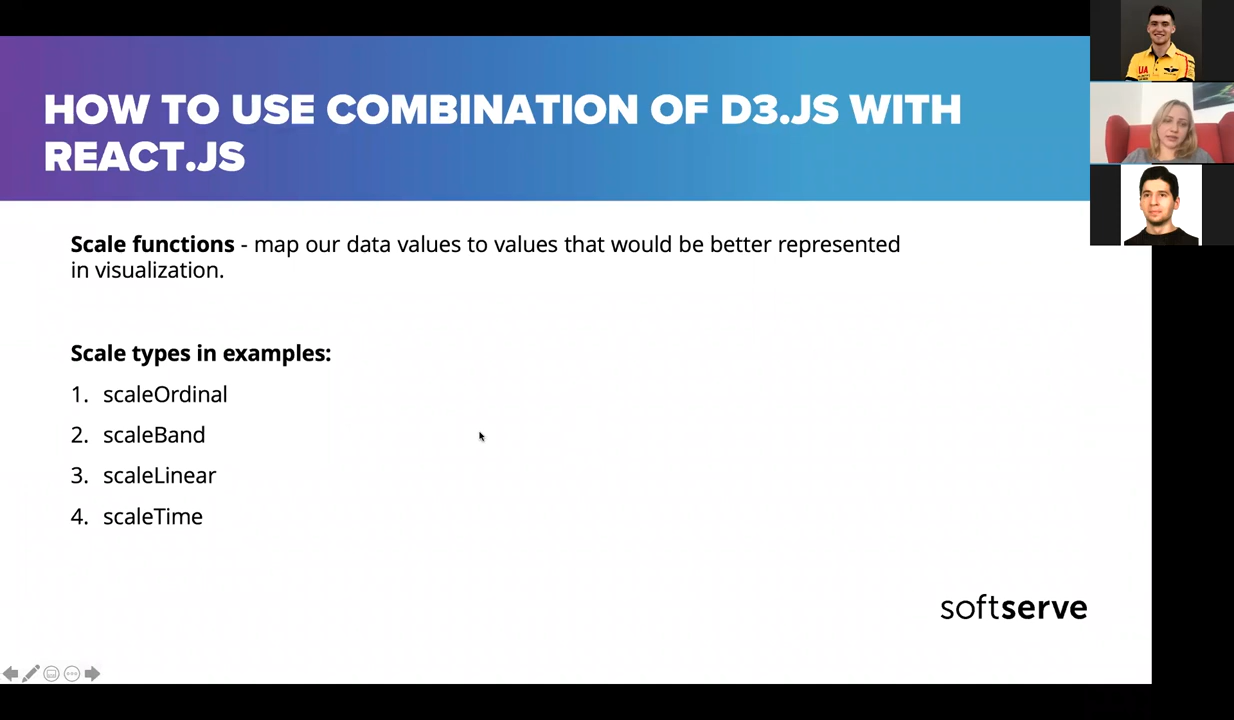 HOW TO USE COMBINATION OF D3.JS WITH
REACT.JS
Scale functions - map our data values to values that would be better represented
in visualization.
Scale types in examples:
1. scaleOrdinal
2. scaleBand
3. scaleLinear
4. scaleTime
softserve
UA